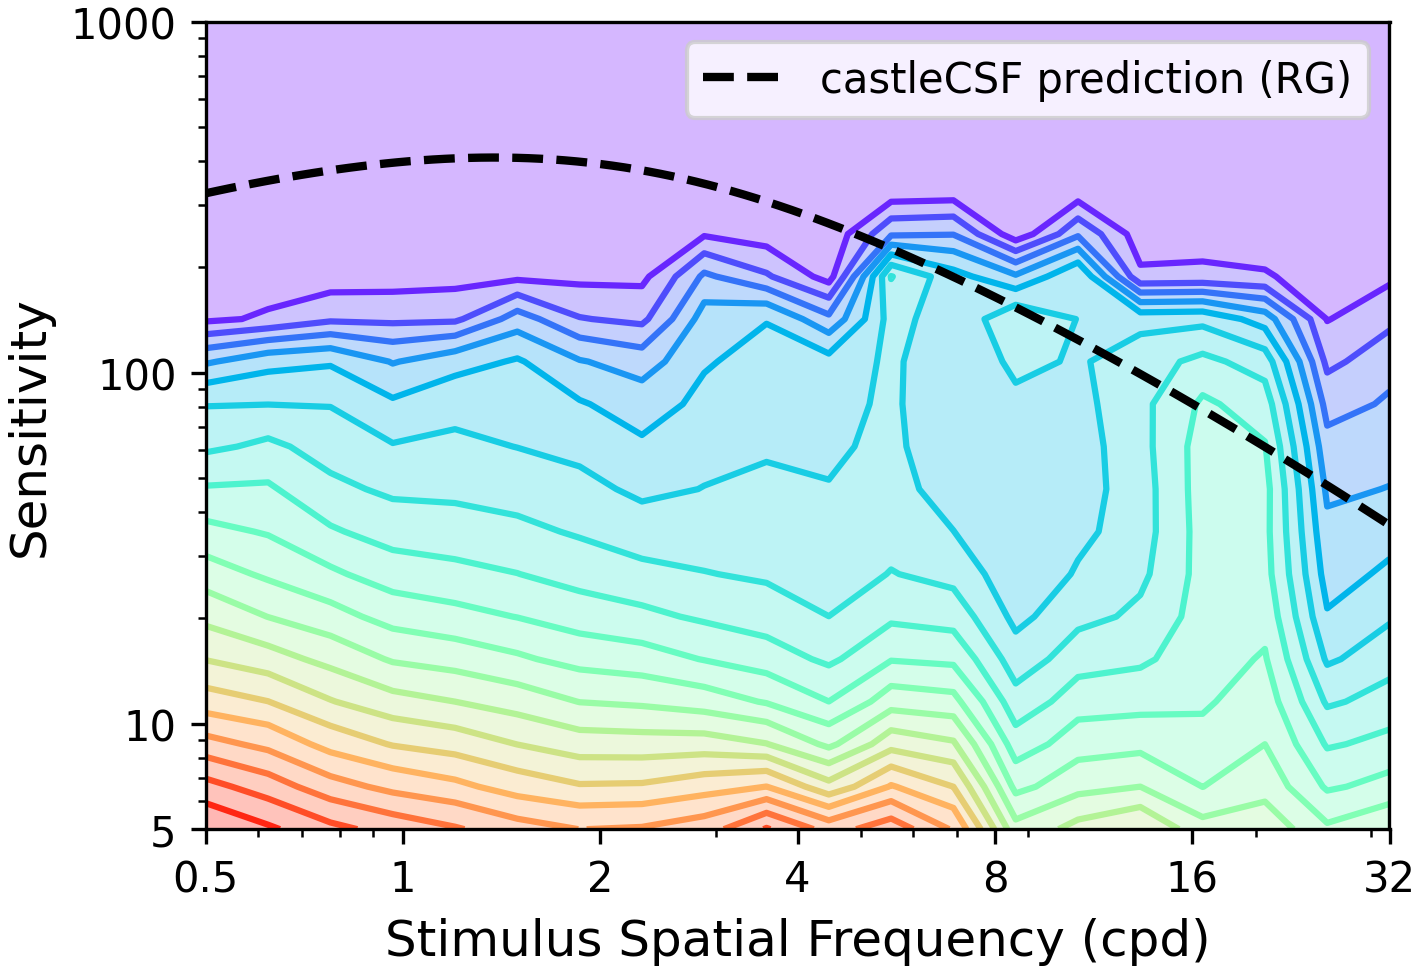 1000
castleCSF prediction (RG)
Sensitivity
100
10
5
0.5 1 2 4 8 16 32
Stimulus Spatial Frequency (cpd)